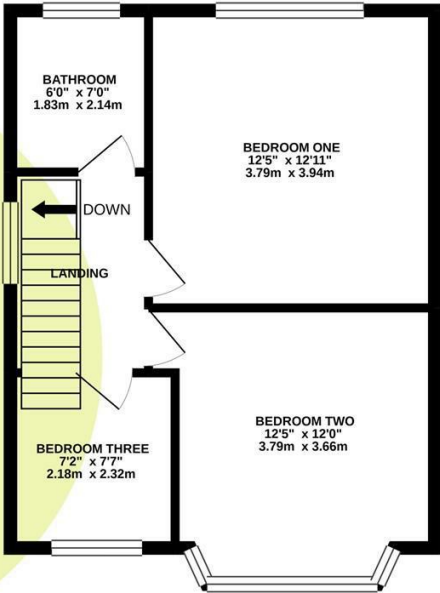 BATHROOM
6'0" x 7'0"
1.83m x 2.14m
BEDROOM ONE
12'5" x 12'11"
3.79m x 3.94m
DOWN
LANDING
BEDROOM TWO
12'5" x 12'0"
3.79m x 3.66m
BEDROOM THREE
7'2" x 7'7"
2.18m x 2.32m